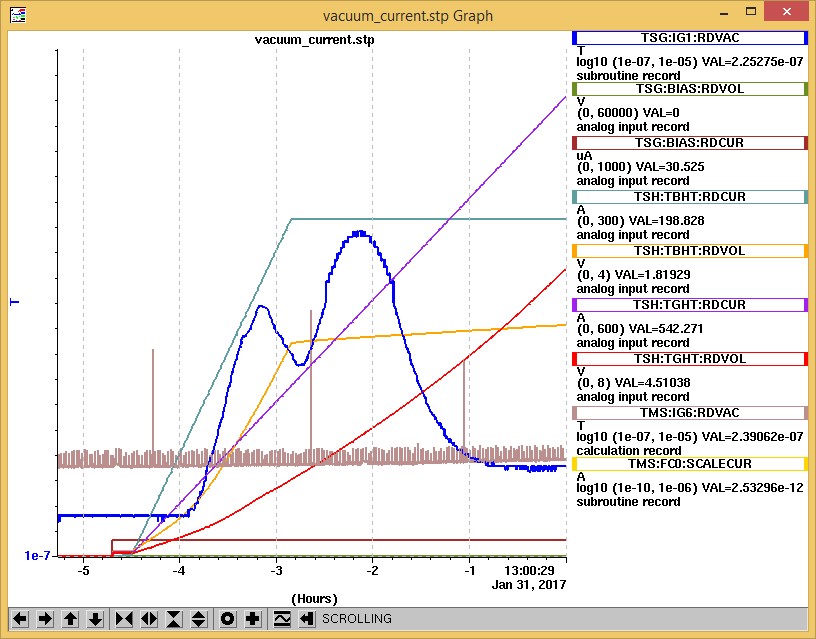 vacuum_current.stp Graph
vacuum_current.stp
T
1e-7
-5
-4
-3
-2
-1
13:00:29
Jan 31, 2017
(Hours)
TSG:IG1:RDVAC
T
log10 (1e-07, 1e-05) VAL=2.25275e-07
subroutine record
TSG:BIAS:RDVOL
V
(0, 60000) VAL=0
analog input record
TSG:BIAS:RDCUR
uA
(0, 1000) VAL=30.525
analog input record
TSH:TBHT:RDCUR
A
(0, 300) VAL=198.828
analog input record
TSH:TBHT:RDVOL
V
(0, 4) VAL=1.81929
analog input record
TSH:TGHT:RDCUR
A
(0, 600) VAL=542.271
analog input record
TSH:TGHT:RDVOL
V
(0, 8) VAL=4.51038
analog input record
TMS:IG6:RDVAC
T
log10 (1e-07, 1e-05) VAL=2.39062e-07
calculation record
TMS:FC0:SCALECUR
A
log10 (1e-10, 1e-06) VAL=2.53296e-12
subroutine record
SCROLLING